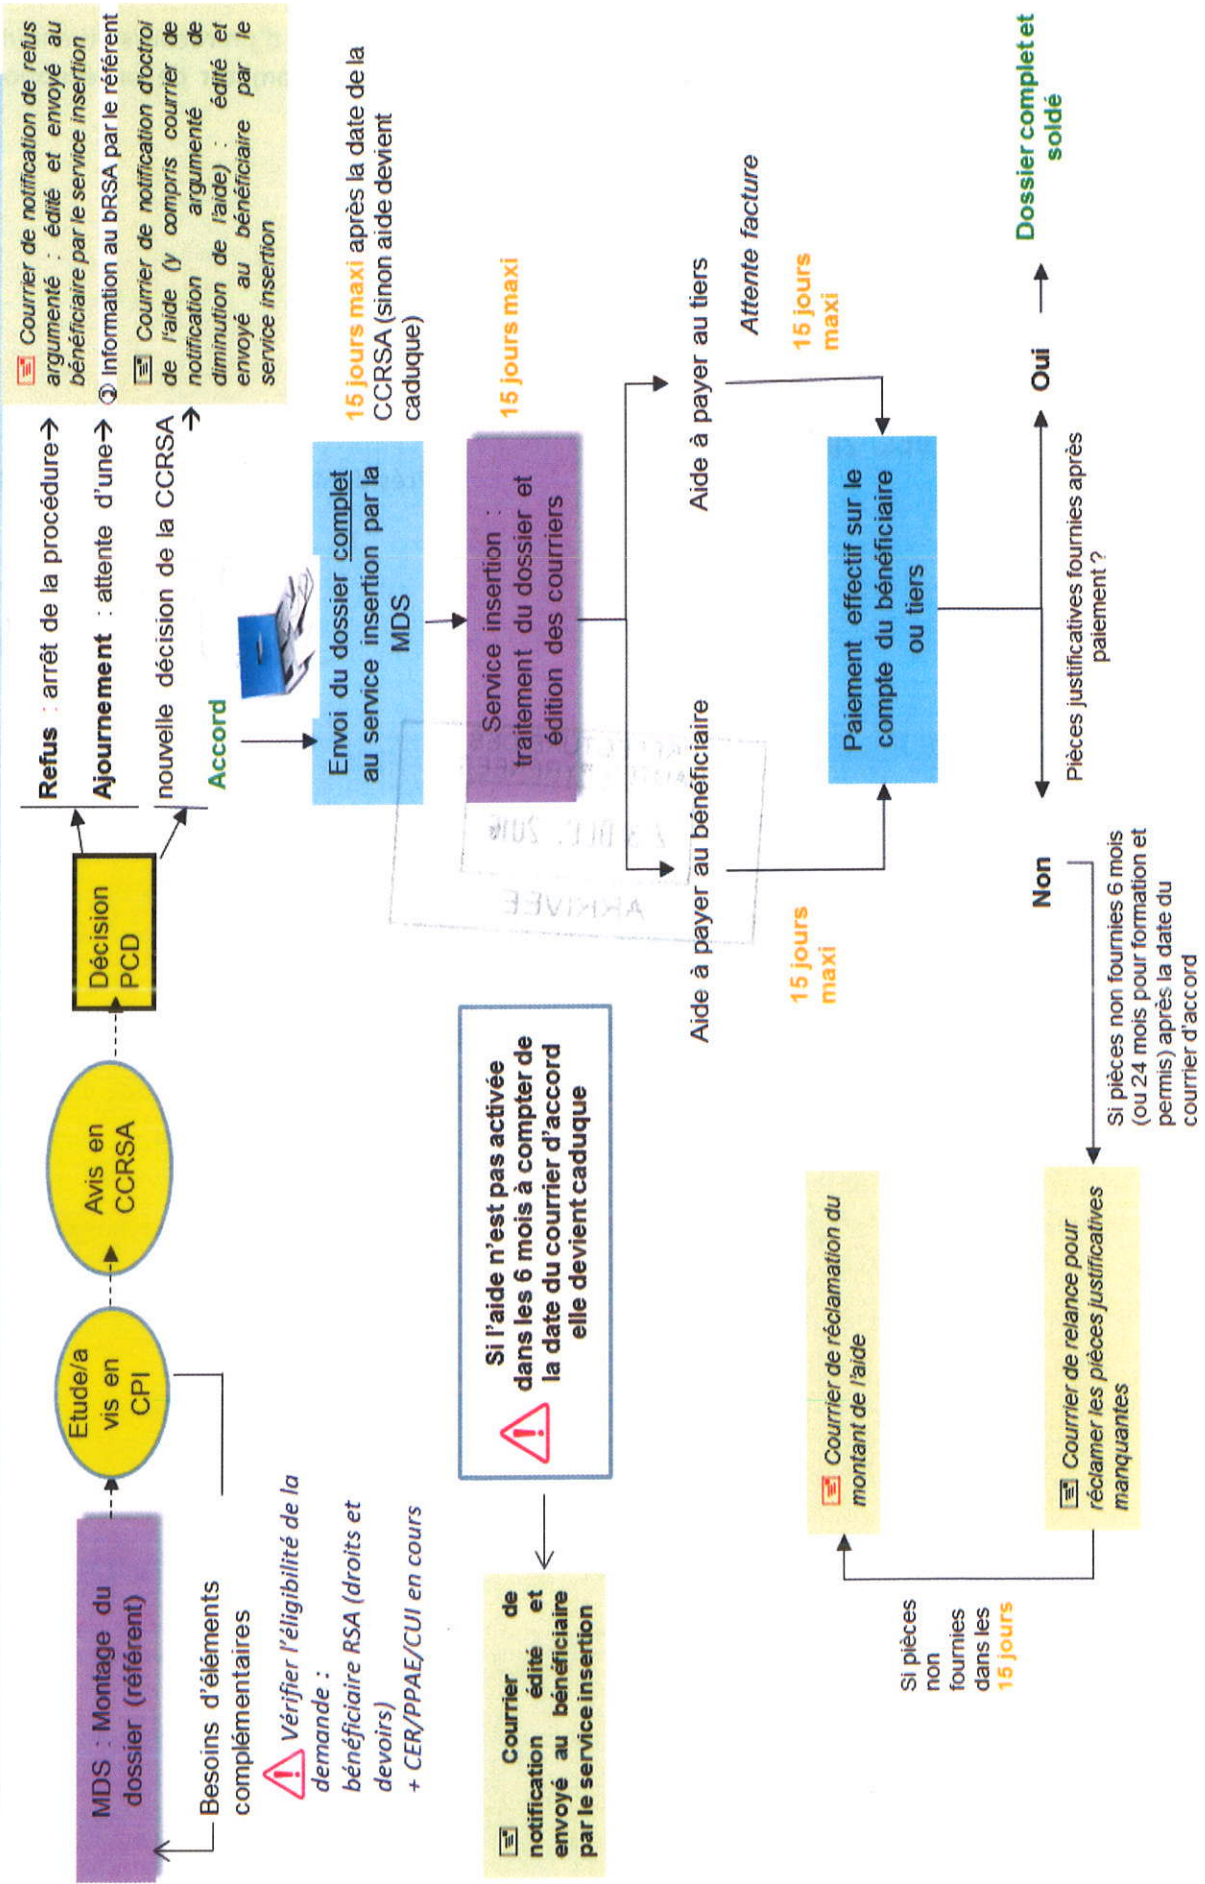 MDS : Montage du
dossier (référent)
Etude/a
vis en
CPI
Avis en
CCRSA
Décision
PCD
Refus : arrêt de la procédure→
Ajournement : attente d'une→
nouvelle décision de la CCRSA
→
Accord
Courrier de notification de refus
argumenté : édité et envoyé au
bénéficiaire par le service insertion
Information au bRSA par le référent
Courrier de notification d'octroi
de l'aide (y compris courrier de
notification argumenté de
diminution de l'aide) : édité et
envoyé au bénéficiaire par le
service insertion
Besoins d'éléments
complémentaires
Vérifier l'éligibilité de la
demande :
bénéficiaire RSA (droits et
devoirs)
+ CER/PPAE/CUI en cours
Envoi du dossier complet
au service insertion par la
MDS
15 jours maxi après la date de la
CCRSA (sinon aide devient
caduque)
Service insertion :
traitement du dossier et
édition des courriers
15 jours maxi
Courrier de
notification édité et
envoyé au bénéficiaire
par le service insertion
Si l'aide n'est pas activée
dans les 6 mois à compter de
la date du courrier d'accord
elle devient caduque
Aide à payer au bénéficiaire
15 jours
maxi
Aide à payer au tiers
Attente facture
15 jours
maxi
ARRIVEE
Paiement effectif sur le
compte du bénéficiaire
ou tiers
Non
Oui
Dossier complet et
soldé
Pièces justificatives fournies après
paiement ?
Si pièces non fournies 6 mois
(ou 24 mois pour formation et
permis) après la date du
courrier d'accord
Courrier de relance pour
réclamer les pièces justificatives
manquantes
Si pièces
non
fournies
dans les
15 jours
Courrier de réclamation du
montant de l'aide